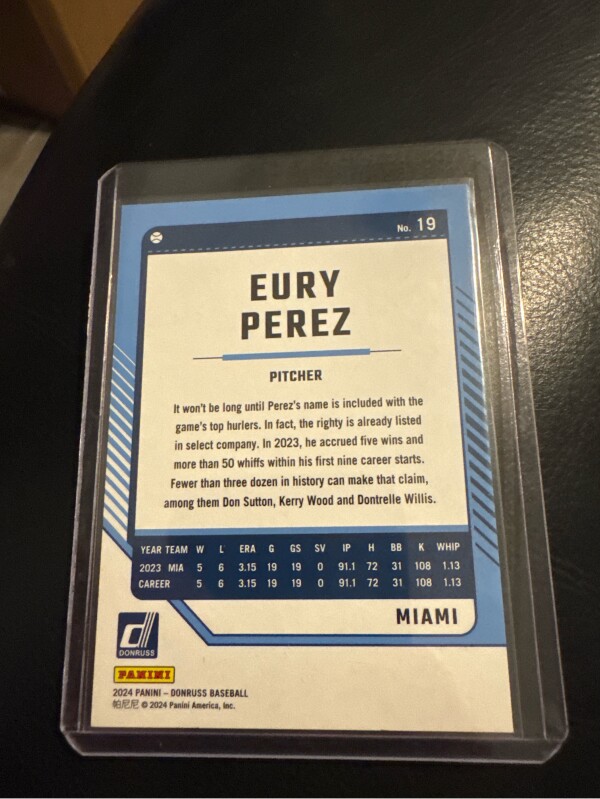 No. 19
EURY
PEREZ
PITCHER
It won't be long until Perez's name is included with the
game's top hurlers. In fact, the righty is already listed
in select company. In 2023, he accrued five wins and
more than 50 whiffs within his first nine career starts.
Fewer than three dozen in history can make that claim,
among them Don Sutton, Kerry Wood and Dontrelle Willis.
YEAR TEAM W L ERA G GS SV IP H BB K WHIP
2023 MIA 5 6 3.15 19 19 0 91.1 72 31 108 1.13
CAREER 5 6 3.15 19 19 0 91.1 72 31 108 1.13
MIAMI
DONRUSS
PANINI
2024 PANINI – DONRUSS BASEBALL
帕尼尼 © 2024 Panini America, Inc.